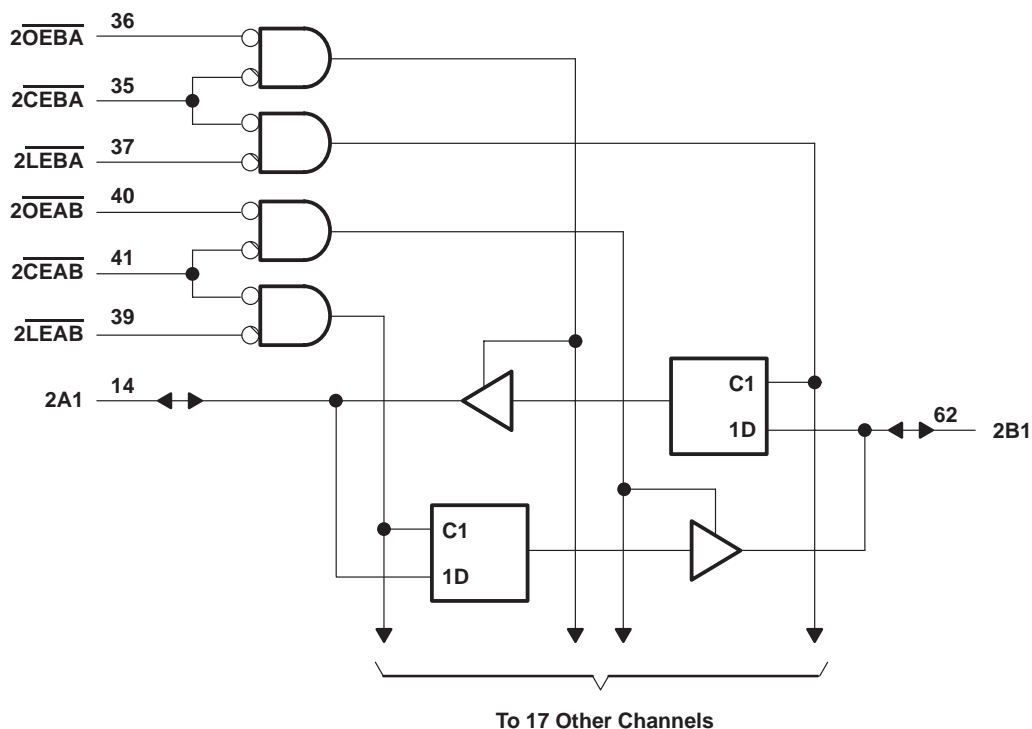 2OEBA 36
2CEBA 35
2LEBA 37
2OEAB 40
2CEAB 41
2LEAB 39
2A1 14
C1
1D
62 2B1
C1
1D
To 17 Other Channels